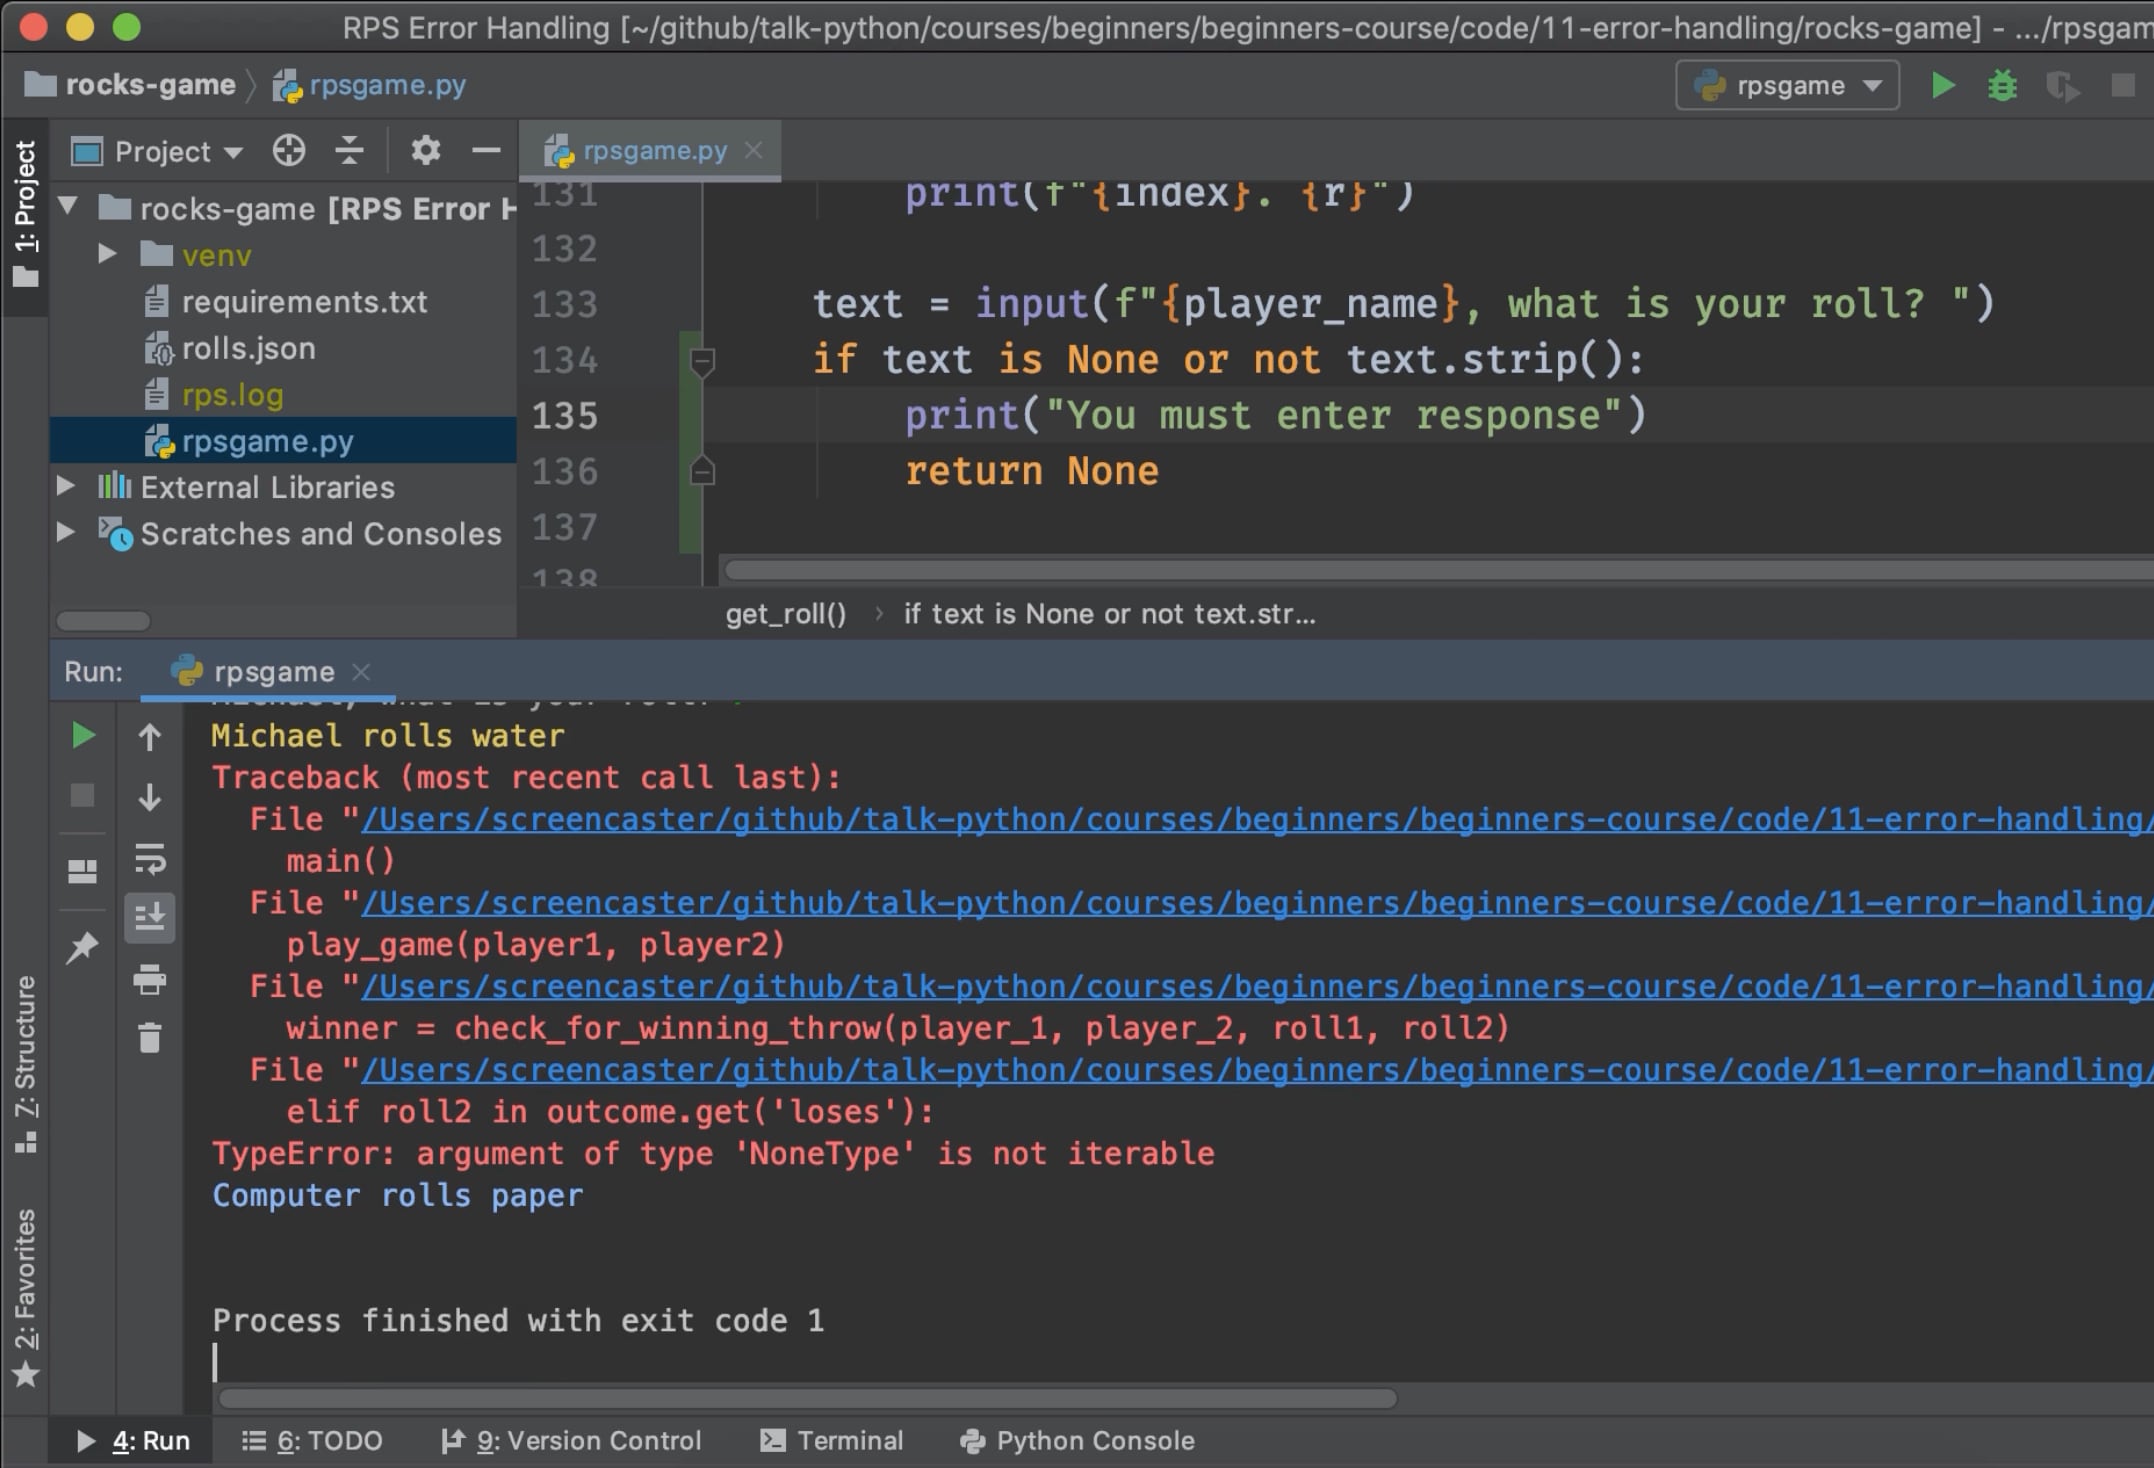 RPS Error Handling [~/github/talk-python/courses/beginners/beginners-course/code/11-error-handling/rocks-game] - .../rpsgam
rocks-game
rpsgame.py
rpsgame
1: Project
Project
rpsgame.py
rocks-game [RPS Error H
venv
requirements.txt
rolls.json
rps.log
rpsgame.py
External Libraries
Scratches and Consoles
131 print(f"{index}. {r}")
132
133 text = input(f"{player_name}, what is your roll? ")
134 if text is None or not text.strip():
135 print("You must enter response")
136 return None
137
138
get_roll() › if text is None or not text.str...
Run: rpsgame
Michael, what is your roll?
Michael rolls water
Traceback (most recent call last):
File "/Users/screencaster/github/talk-python/courses/beginners/beginners-course/code/11-error-handling/
main()
File "/Users/screencaster/github/talk-python/courses/beginners/beginners-course/code/11-error-handling/
play_game(player1, player2)
File "/Users/screencaster/github/talk-python/courses/beginners/beginners-course/code/11-error-handling/
winner = check_for_winning_throw(player_1, player_2, roll1, roll2)
File "/Users/screencaster/github/talk-python/courses/beginners/beginners-course/code/11-error-handling/
elif roll2 in outcome.get('loses'):
TypeError: argument of type 'NoneType' is not iterable
Computer rolls paper
Process finished with exit code 1
7: Structure
2: Favorites
4: Run
6: TODO
9: Version Control
Terminal
Python Console